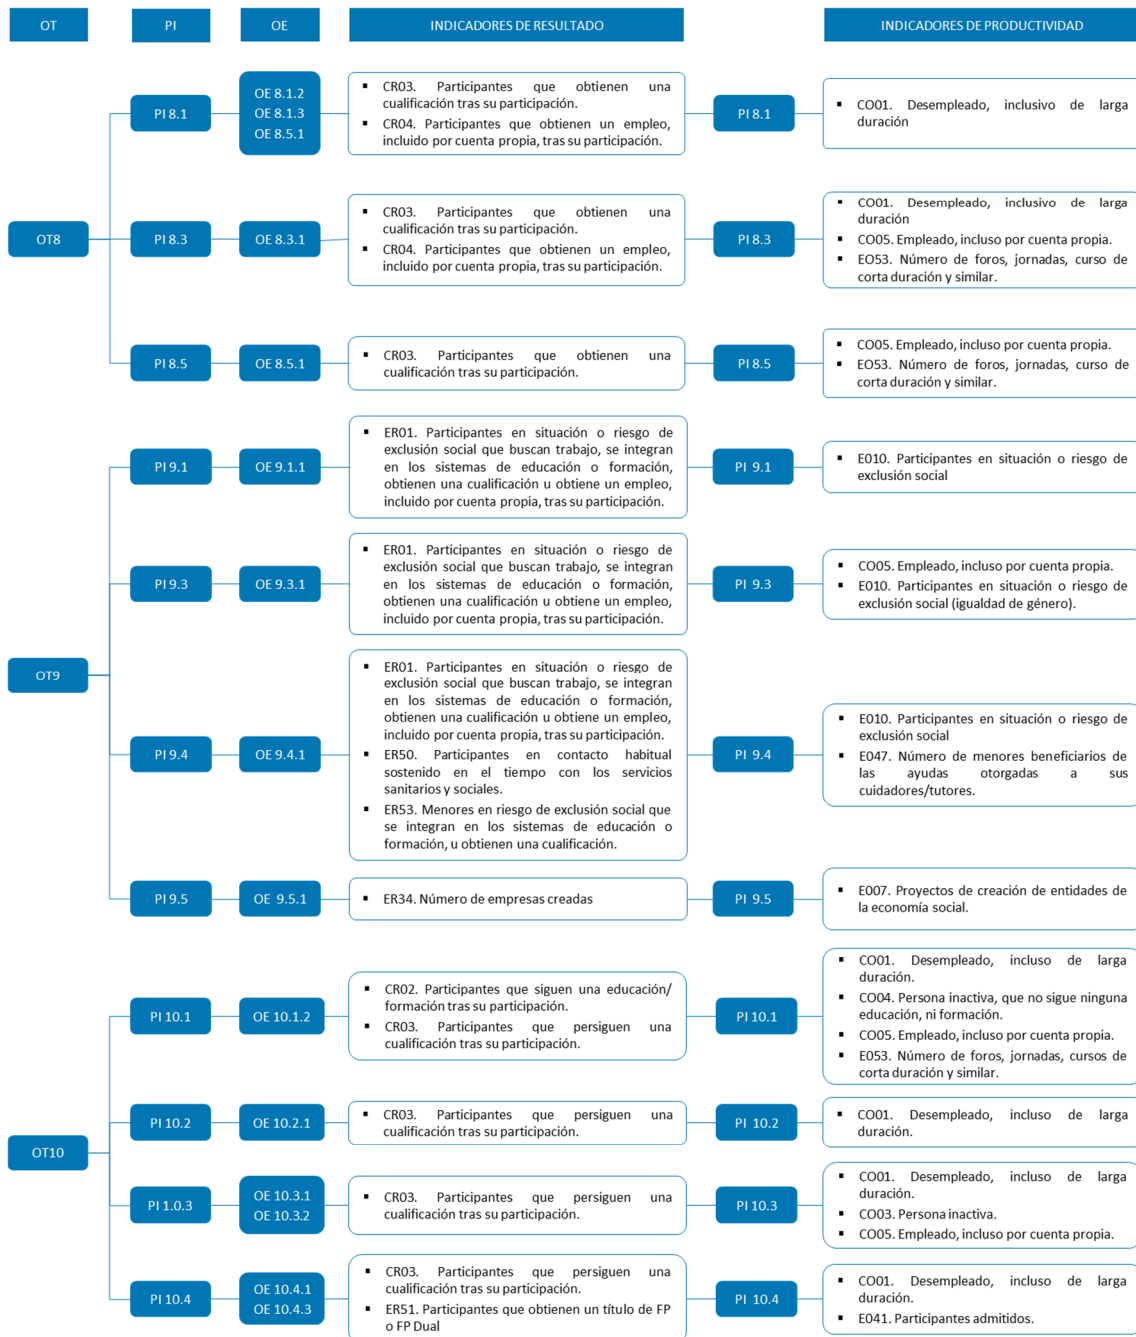 OT
PI
OE
INDICADORES DE RESULTADO
INDICADORES DE PRODUCTIVIDAD
OT8
PI 8.1
OE 8.1.2
OE 8.1.3
OE 8.5.1
▪ CR03. Participantes que obtienen una
cualificación tras su participación.
▪ CR04. Participantes que obtienen un empleo,
incluido por cuenta propia, tras su participación.
PI 8.1
▪ CO01. Desempleado, inclusivo de larga
duración
PI 8.3
OE 8.3.1
▪ CR03. Participantes que obtienen una
cualificación tras su participación.
▪ CR04. Participantes que obtienen un empleo,
incluido por cuenta propia, tras su participación.
PI 8.3
▪ CO01. Desempleado, inclusivo de larga
duración
▪ CO05. Empleado, incluso por cuenta propia.
▪ EO53. Número de foros, jornadas, curso de
corta duración y similar.
PI 8.5
OE 8.5.1
▪ CR03. Participantes que obtienen una
cualificación tras su participación.
PI 8.5
▪ CO05. Empleado, incluso por cuenta propia.
▪ EO53. Número de foros, jornadas, curso de
corta duración y similar.
OT9
PI 9.1
OE 9.1.1
▪ ER01. Participantes en situación o riesgo de
exclusión social que buscan trabajo, se integran
en los sistemas de educación o formación,
obtienen una cualificación u obtiene un empleo,
incluido por cuenta propia, tras su participación.
PI 9.1
▪ E010. Participantes en situación o riesgo de
exclusión social
PI 9.3
OE 9.3.1
▪ ER01. Participantes en situación o riesgo de
exclusión social que buscan trabajo, se integran
en los sistemas de educación o formación,
obtienen una cualificación u obtiene un empleo,
incluido por cuenta propia, tras su participación.
PI 9.3
▪ CO05. Empleado, incluso por cuenta propia.
▪ E010. Participantes en situación o riesgo de
exclusión social (igualdad de género).
PI 9.4
OE 9.4.1
▪ ER01. Participantes en situación o riesgo de
exclusión social que buscan trabajo, se integran
en los sistemas de educación o formación,
obtienen una cualificación u obtiene un empleo,
incluido por cuenta propia, tras su participación.
▪ ER50. Participantes en contacto habitual
sostenido en el tiempo con los servicios
sanitarios y sociales.
▪ ER53. Menores en riesgo de exclusión social que
se integran en los sistemas de educación o
formación, u obtienen una cualificación.
PI 9.4
▪ E010. Participantes en situación o riesgo de
exclusión social
▪ E047. Número de menores beneficiarios de
las ayudas otorgadas a sus
cuidadores/tutores.
PI 9.5
OE 9.5.1
▪ ER34. Número de empresas creadas
PI 9.5
▪ E007. Proyectos de creación de entidades de
la economía social.
OT10
PI 10.1
OE 10.1.2
▪ CR02. Participantes que siguen una educación/
formación tras su participación.
▪ CR03. Participantes que persiguen una
cualificación tras su participación.
PI 10.1
▪ CO01. Desempleado, incluso de larga
duración.
▪ CO04. Persona inactiva, que no sigue ninguna
educación, ni formación.
▪ CO05. Empleado, incluso por cuenta propia.
▪ E053. Número de foros, jornadas, cursos de
corta duración y similar.
PI 10.2
OE 10.2.1
▪ CR03. Participantes que persiguen una
cualificación tras su participación.
PI 10.2
▪ CO01. Desempleado, incluso de larga
duración.
PI 1.0.3
OE 10.3.1
OE 10.3.2
▪ CR03. Participantes que persiguen una
cualificación tras su participación.
PI 10.3
▪ CO01. Desempleado, incluso de larga
duración.
▪ CO03. Persona inactiva.
▪ CO05. Empleado, incluso por cuenta propia.
PI 10.4
OE 10.4.1
OE 10.4.3
▪ CR03. Participantes que persiguen una
cualificación tras su participación.
▪ ER51. Participantes que obtienen un título de FP
o FP Dual
PI 10.4
▪ CO01. Desempleado, incluso de larga
duración.
▪ E041. Participantes admitidos.